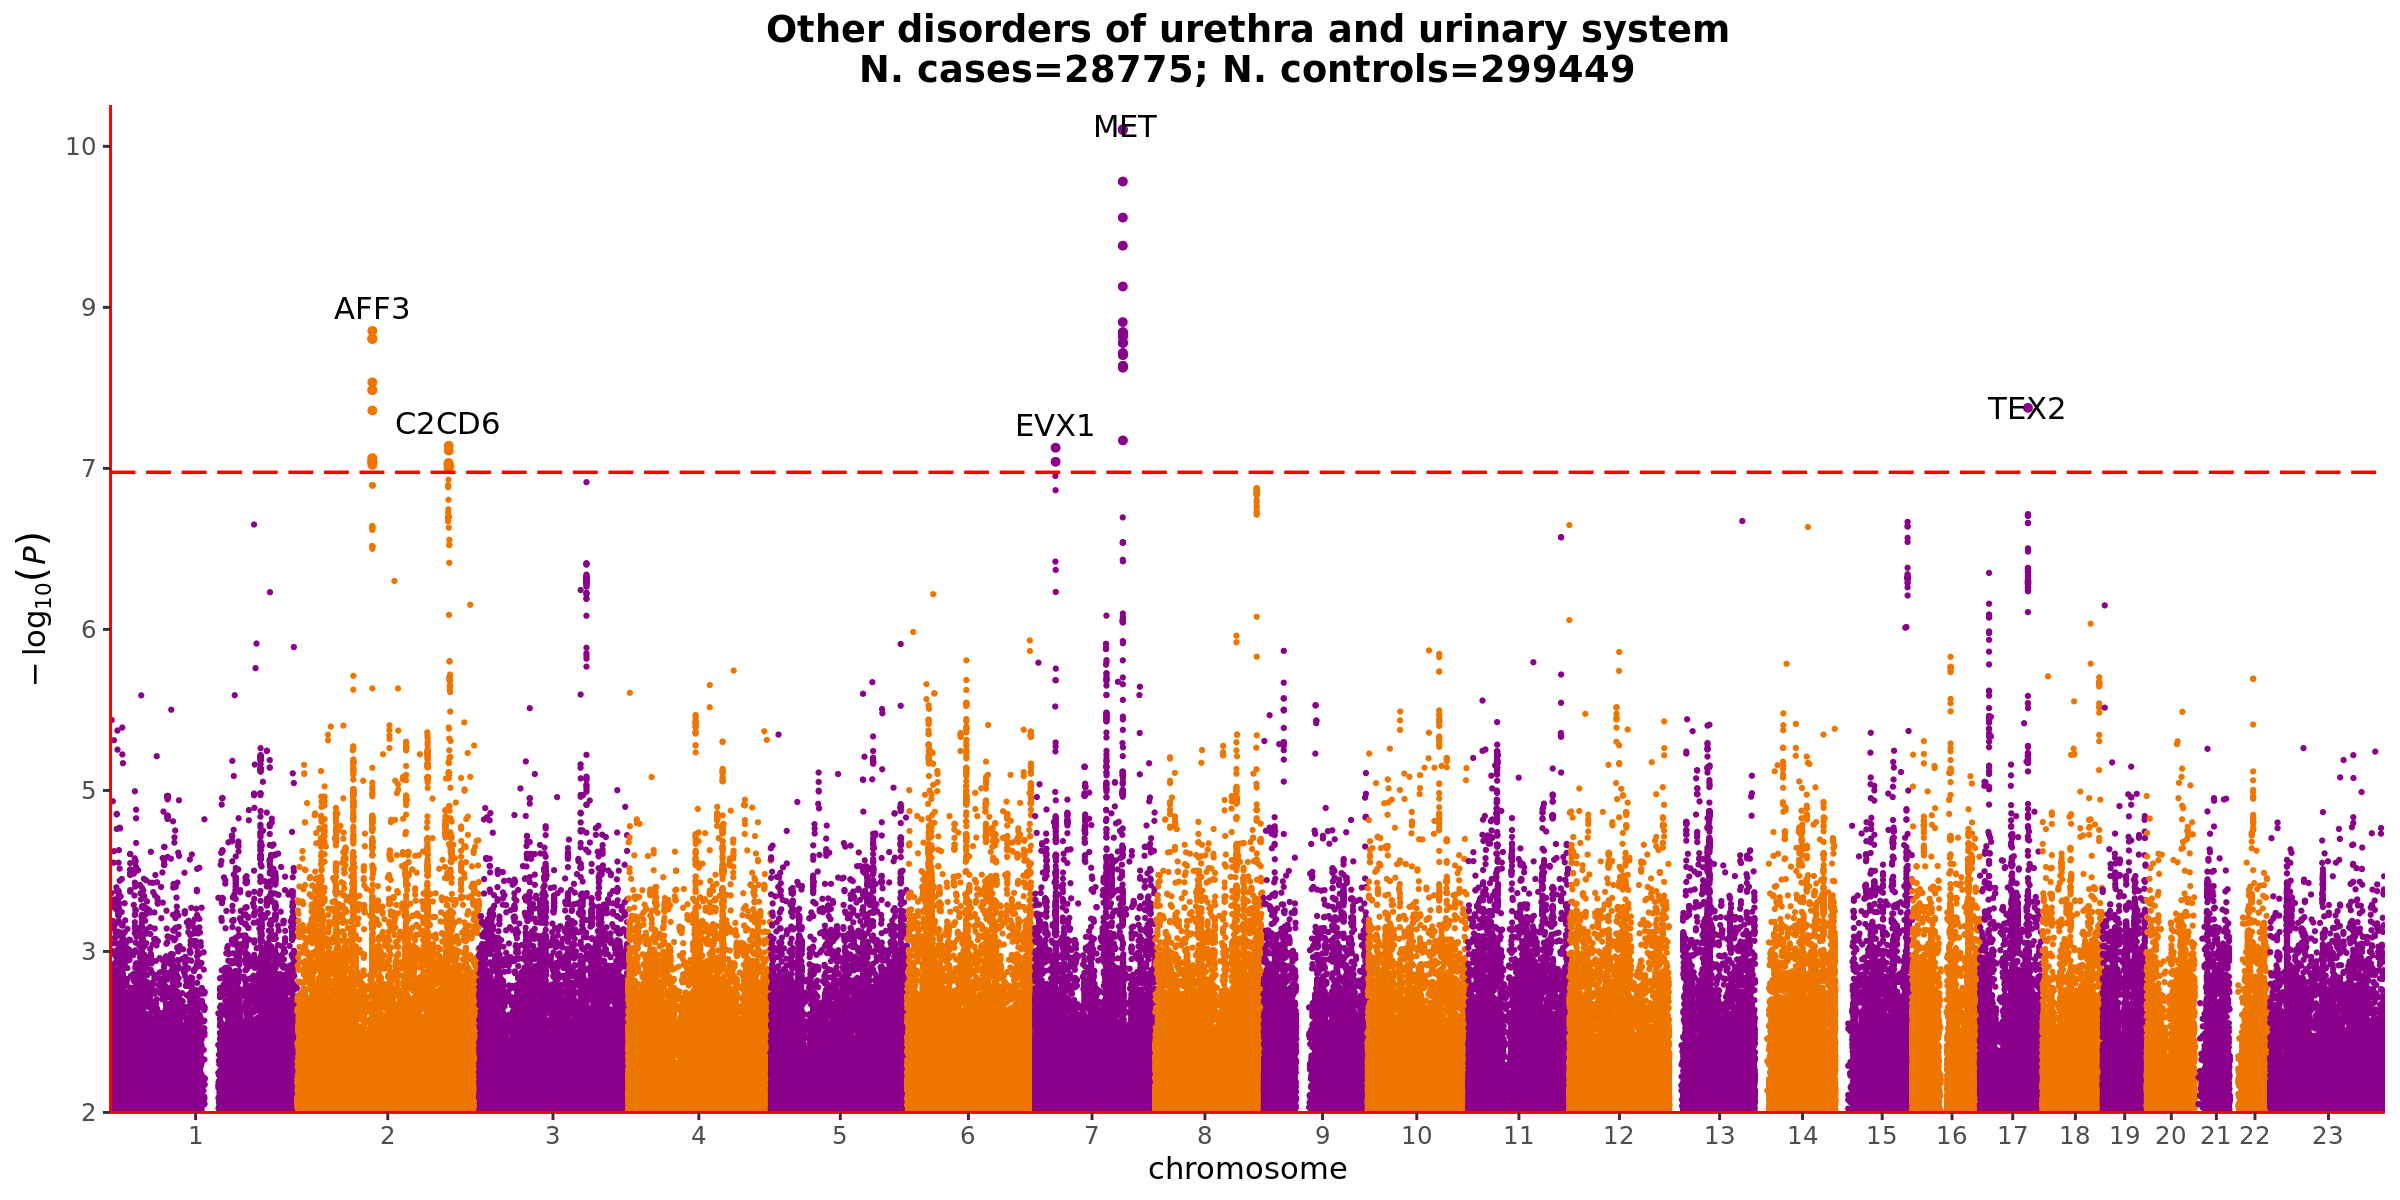 Other disorders of urethra and urinary system
N. cases=28775; N. controls=299449
MET
10
AFF3
9
TEX2
C2CD6
EVX1
7
− log10(P)
6
5
3
2
1 2 3 4 5 6 7 8 9 10 11 12 13 14 15 16 17 18 19 20 21 22 23
chromosome